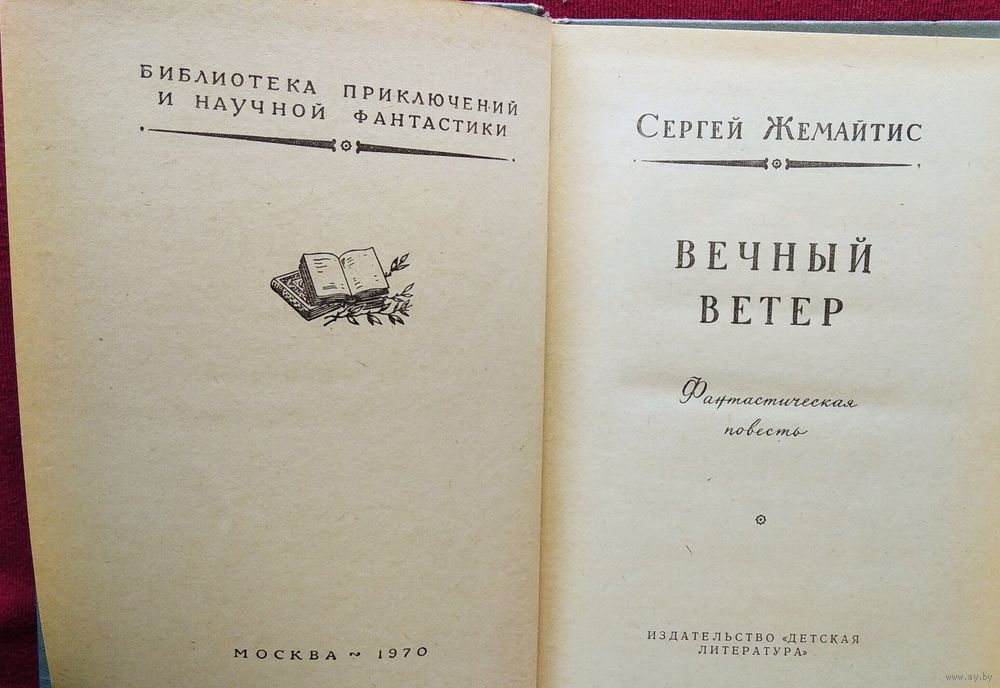 БИБЛИОТЕКА ПРИКЛЮЧЕНИЙ
И НАУЧНОЙ ФАНТАСТИКИ
МОСКВА ~ 1970
СЕРГЕЙ ЖЕМАЙТИС
ВЕЧНЫЙ
ВЕТЕР
Фантастическая
повесть
ИЗДАТЕЛЬСТВО «ДЕТСКАЯ
ЛИТЕРАТУРА»
www.ay.by